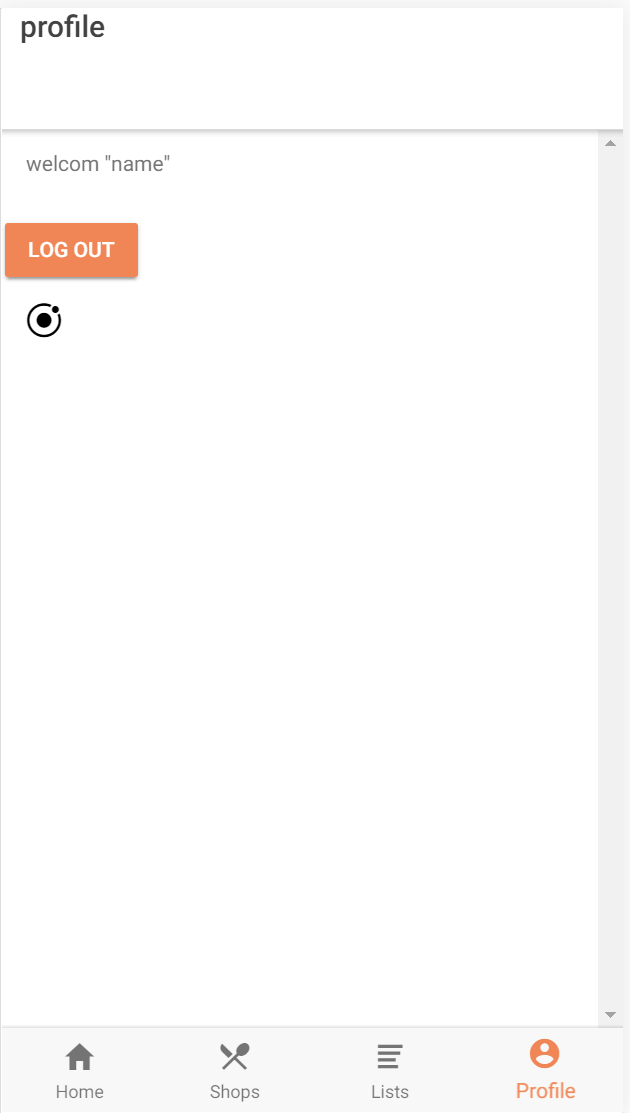 profile
welcom "name"
LOG OUT
Home
Shops
Lists
Profile